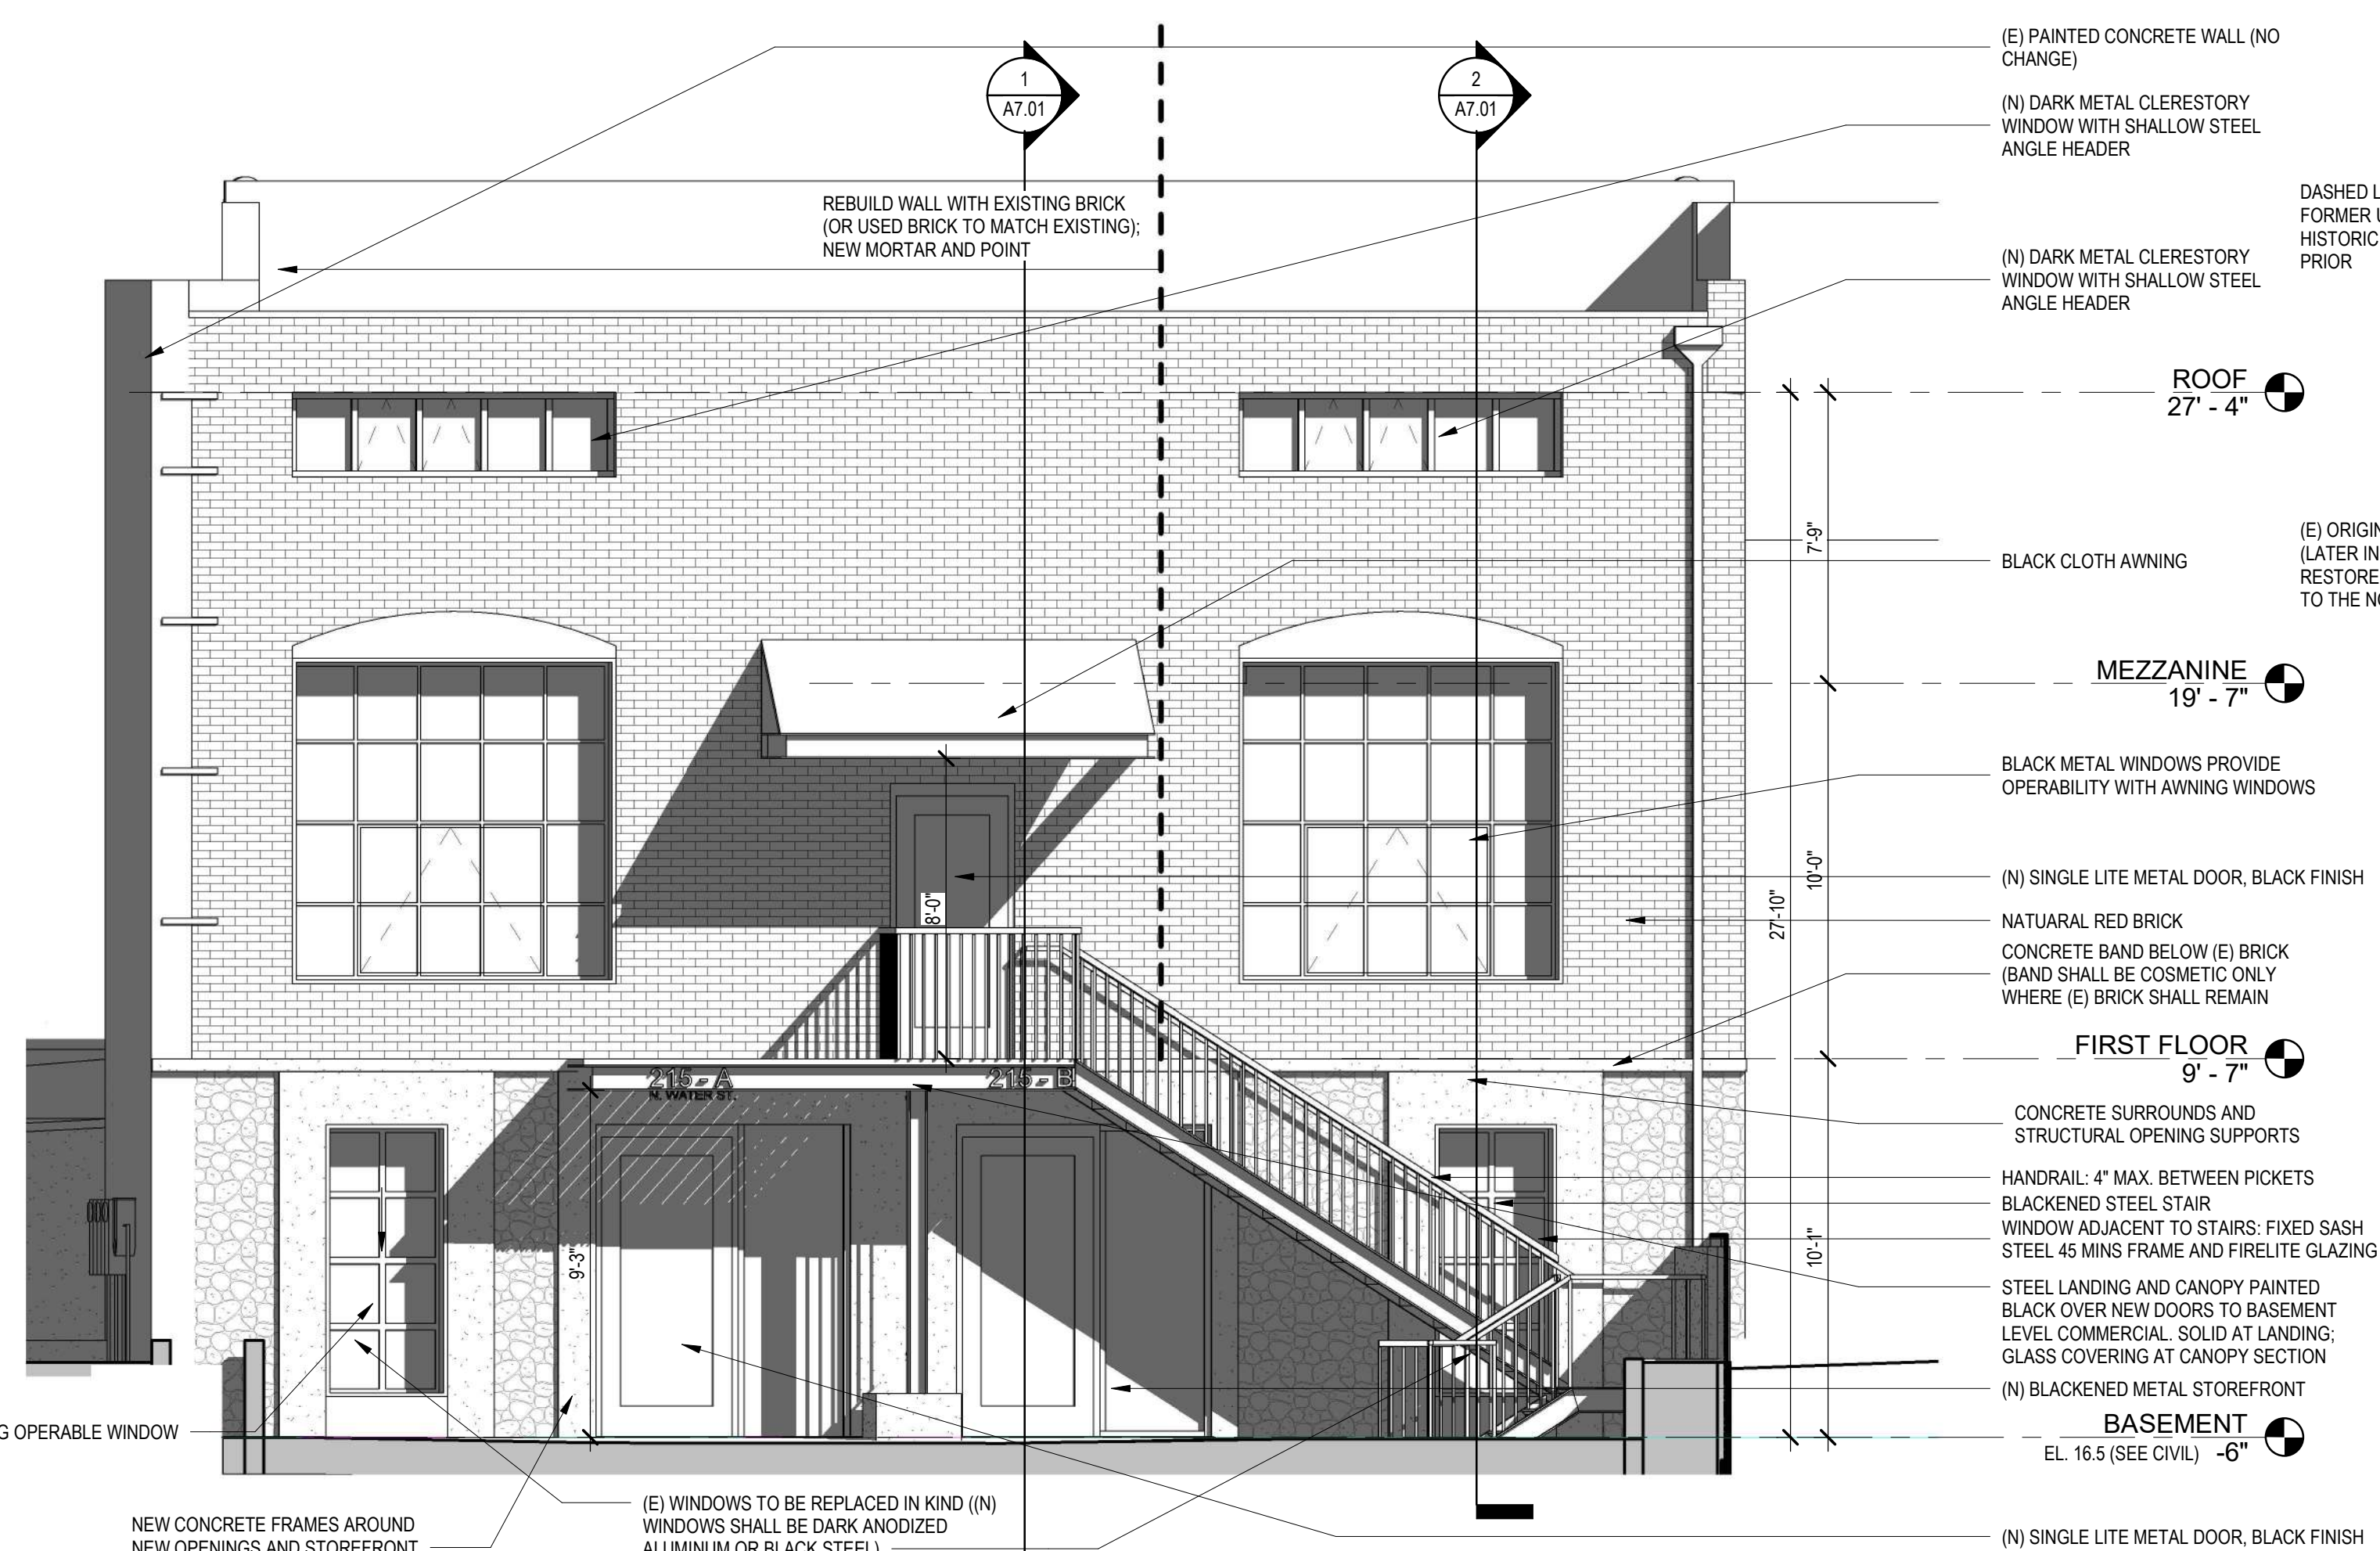 (E) PAINTED CONCRETE WALL (NO
CHANGE)
1
A7.01
2
A7.01
(N) DARK METAL CLERESTORY
WINDOW WITH SHALLOW STEEL
ANGLE HEADER
REBUILD WALL WITH EXISTING BRICK
(OR USED BRICK TO MATCH EXISTING);
NEW MORTAR AND POINT
DASHED L
FORMER U
HISTORIC
PRIOR
(N) DARK METAL CLERESTORY
WINDOW WITH SHALLOW STEEL
ANGLE HEADER
ROOF
27' - 4"
7'-9"
BLACK CLOTH AWNING
(E) ORIGIN
(LATER IN
RESTORE
TO THE NO
MEZZANINE
19' - 7"
BLACK METAL WINDOWS PROVIDE
OPERABILITY WITH AWNING WINDOWS
10'-0"
27'-10"
8'-0"
(N) SINGLE LITE METAL DOOR, BLACK FINISH
NATUARAL RED BRICK
CONCRETE BAND BELOW (E) BRICK
(BAND SHALL BE COSMETIC ONLY
WHERE (E) BRICK SHALL REMAIN
FIRST FLOOR
9' - 7"
215 - A
N. WATER ST.
215 - B
CONCRETE SURROUNDS AND
STRUCTURAL OPENING SUPPORTS
HANDRAIL: 4" MAX. BETWEEN PICKETS
BLACKENED STEEL STAIR
WINDOW ADJACENT TO STAIRS: FIXED SASH
STEEL 45 MINS FRAME AND FIRELITE GLAZING
9'-3"
10'-1"
STEEL LANDING AND CANOPY PAINTED
BLACK OVER NEW DOORS TO BASEMENT
LEVEL COMMERCIAL. SOLID AT LANDING;
GLASS COVERING AT CANOPY SECTION
(N) BLACKENED METAL STOREFRONT
G OPERABLE WINDOW
BASEMENT
EL. 16.5 (SEE CIVIL) -6"
NEW CONCRETE FRAMES AROUND
NEW OPENINGS AND STOREFRONT
(E) WINDOWS TO BE REPLACED IN KIND ((N)
WINDOWS SHALL BE DARK ANODIZED
ALUMINUM OR BLACK STEEL)
(N) SINGLE LITE METAL DOOR, BLACK FINISH